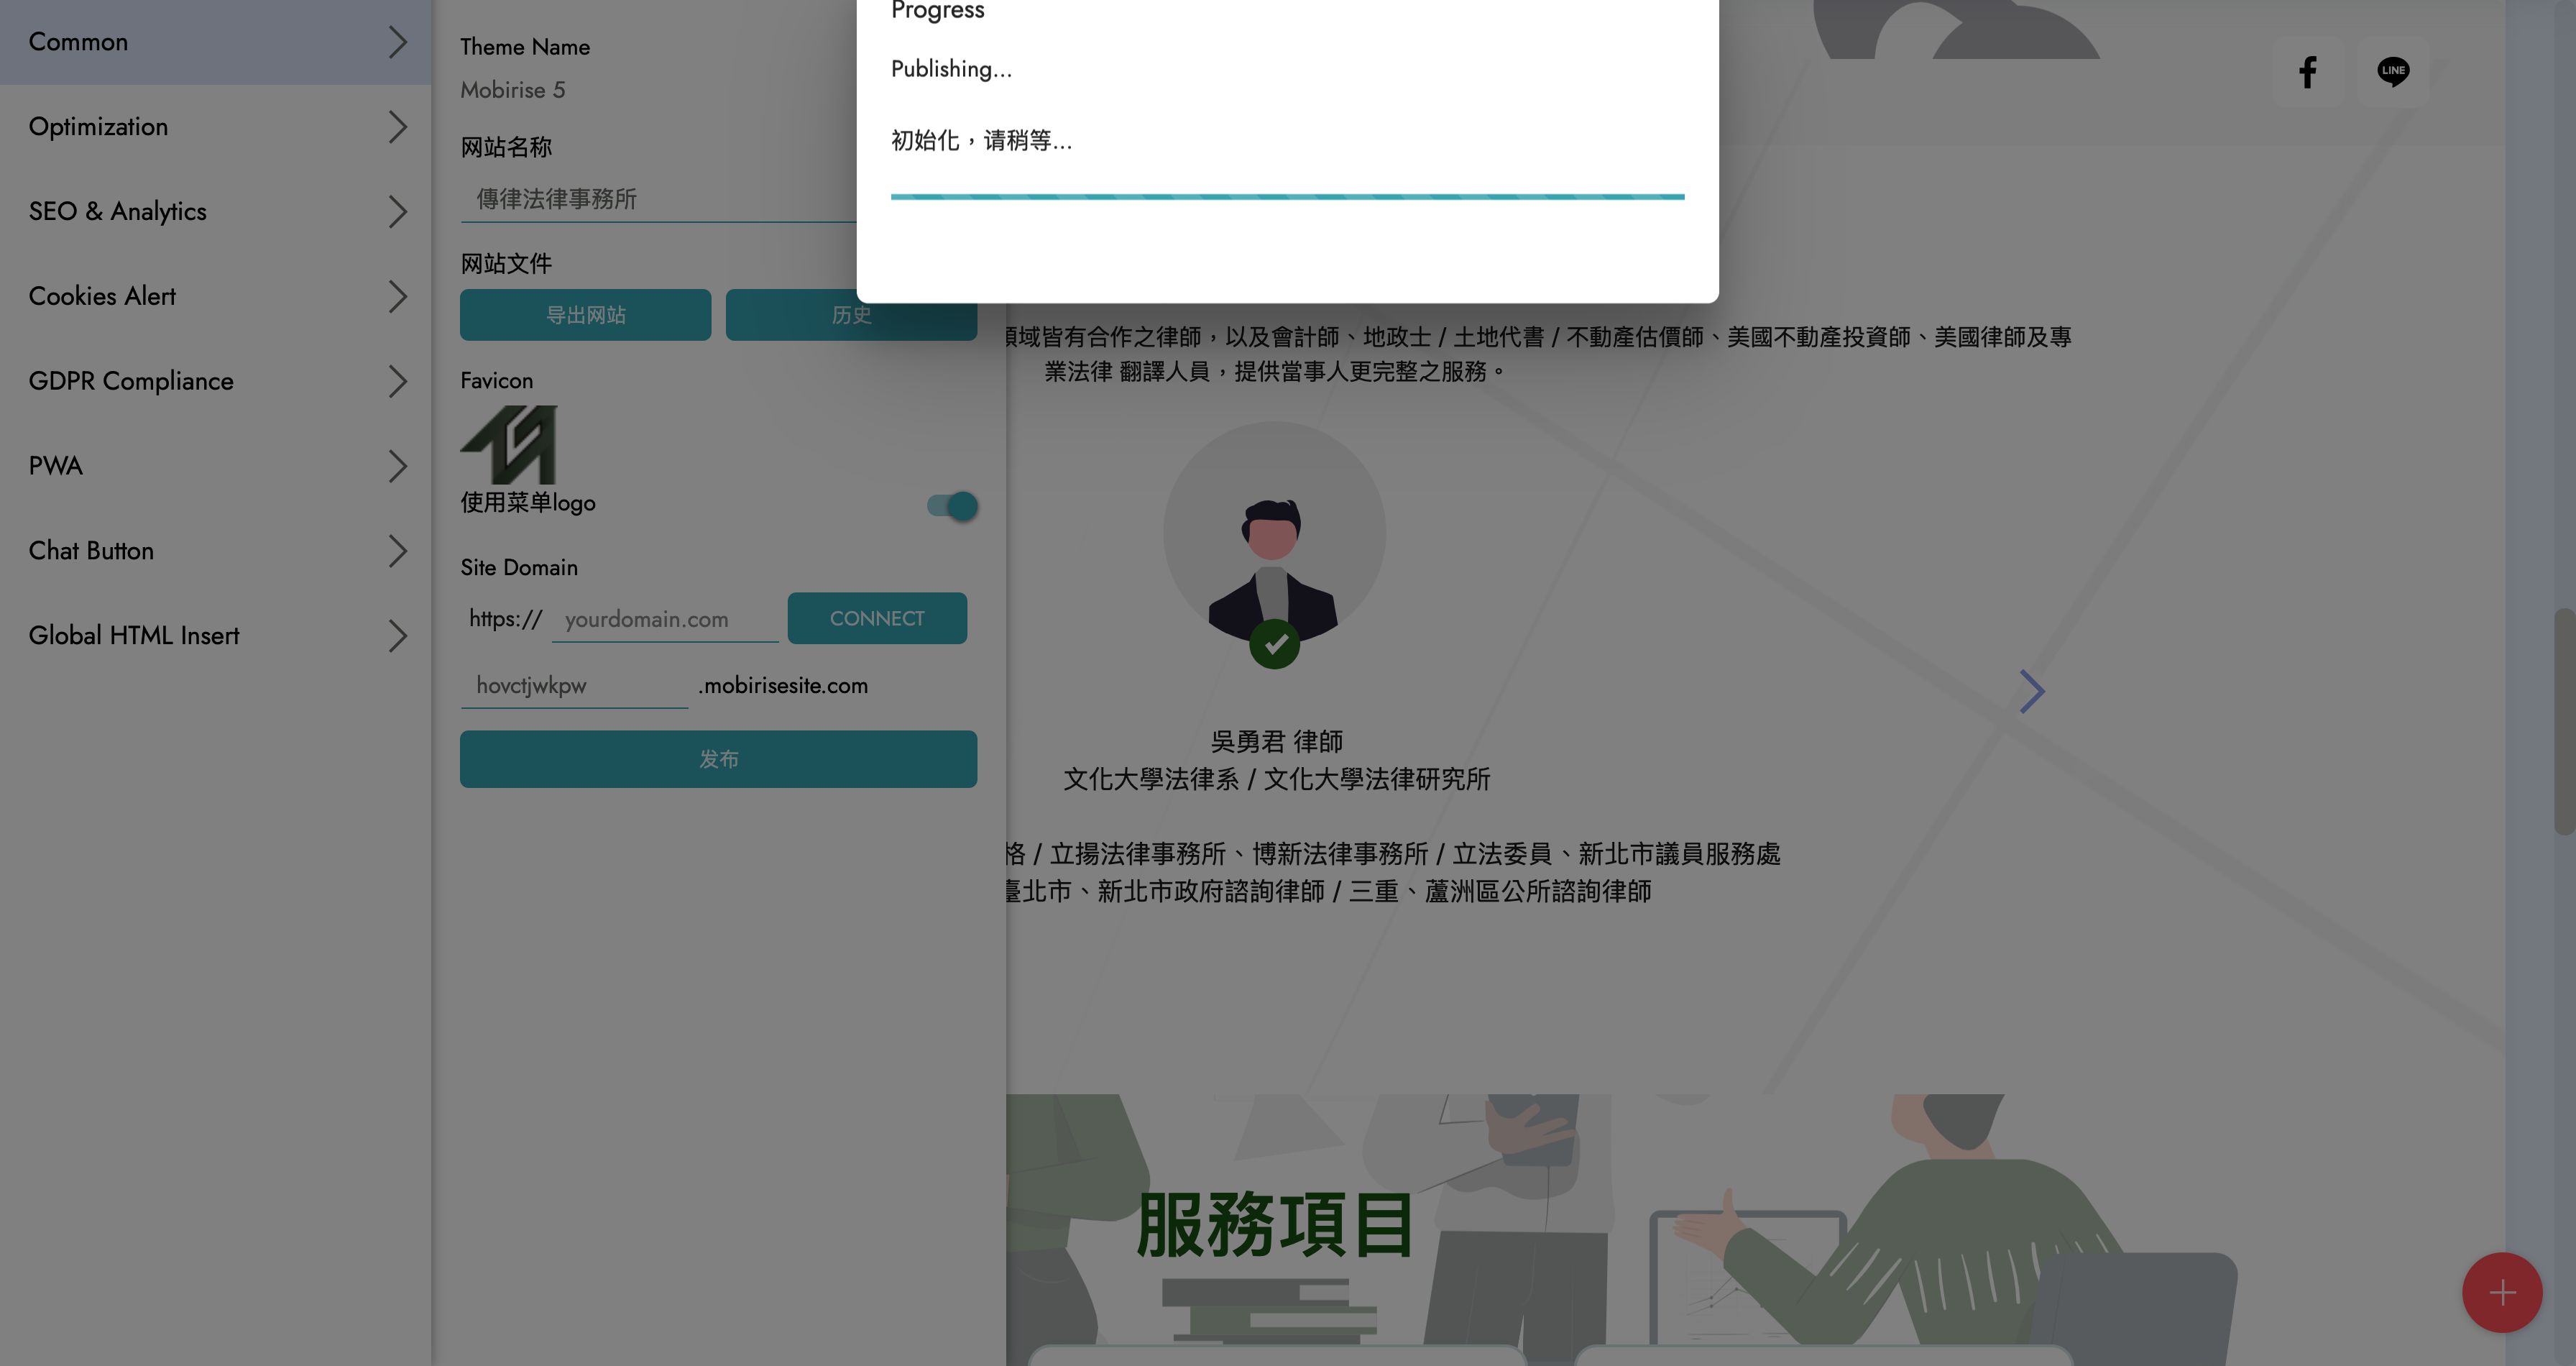 Common
Optimization
SEO & Analytics
Cookies Alert
GDPR Compliance
PWA
Chat Button
Global HTML Insert
Theme Name
Mobirise 5
网站名称
傳律法律事務所
网站文件
导出网站
历史
Favicon
使用菜单logo
Site Domain
https://
yourdomain.com
CONNECT
hovctjwkpw
.mobirisesite.com
发布
Progress
Publishing...
初始化，请稍等...
LINE
域皆有合作之律師，以及會計師、地政士 / 土地代書 / 不動產估價師、美國不動產投資師、美國律師及專
業法律 翻譯人員，提供當事人更完整之服務。
吳勇君 律師
文化大學法律系 / 文化大學法律研究所
格 / 立揚法律事務所、博新法律事務所 / 立法委員、新北市議員服務處
臺北市、新北市政府諮詢律師 / 三重、蘆洲區公所諮詢律師
服務項目